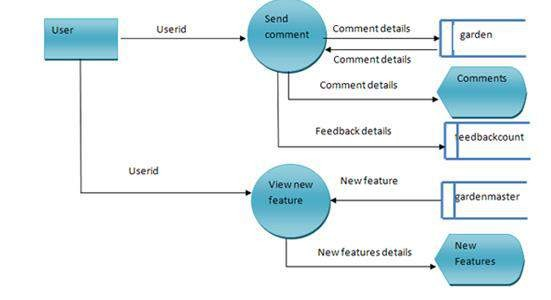 User
Userid
Send
comment
Comment details
garden
Comment details
Comment details
Comments
Feedback details
feedbackcount
Userid
View new
feature
New feature
gardenmaster
New features details
New
Features